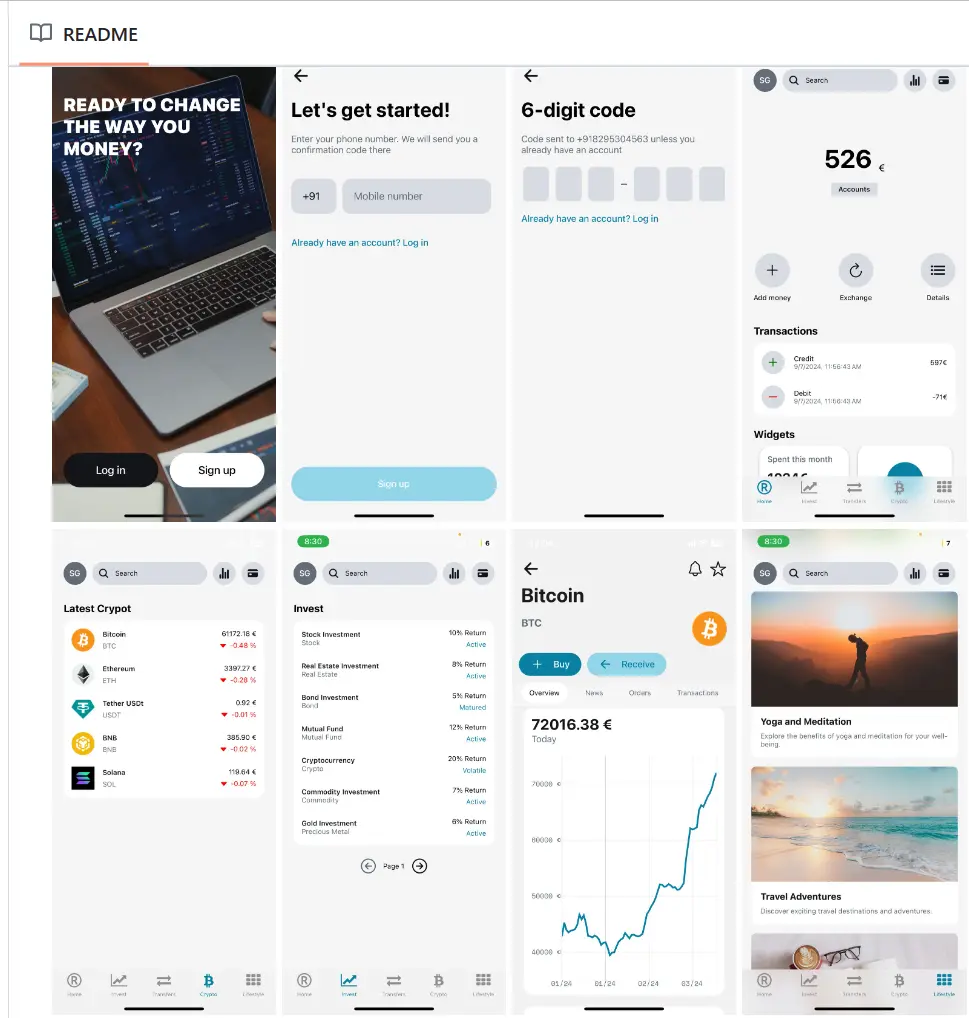 README
READY TO CHANGE
THE WAY YOU
MONEY?
Log in
Sign up
Let's get started!
Enter your phone number. We will send you a
confirmation code there
+91
Mobile number
Already have an account? Log in
Sign up
6-digit code
Code sent to +918295304563 unless you
already have an account
–
Already have an account? Log in
SG
Search
526 €
Accounts
Add money
Exchange
Details
Transactions
Credit
597€
9/7/2024, 11:56:43 AM
Debit
-71€
9/7/2024, 11:56:43 AM
Widgets
Spent this month
Home
Invest
Transfers
Crypto
Lifestyle
SG
Search
Latest Crypot
Bitcoin
61172.18 €
BTC
-0.48 %
Ethereum
3397.27 €
ETH
-0.28 %
Tether USDt
0.92 €
USDT
-0.01 %
BNB
385.90 €
BNB
-0.02 %
Solana
119.64 €
SOL
-0.07 %
Home
Invest
Transfers
Crypto
Lifestyle
8:30
6
SG
Search
Invest
Stock Investment
10% Return
Stock
Active
Real Estate Investment
8% Return
Real Estate
Active
Bond Investment
5% Return
Bond
Matured
Mutual Fund
12% Return
Mutual Fund
Active
Cryptocurrency
20% Return
Crypto
Volatile
Commodity Investment
7% Return
Commodity
Active
Gold Investment
6% Return
Precious Metal
Active
Page 1
Home
Invest
Transfers
Crypto
Lifestyle
Bitcoin
BTC
Buy
Receive
Overview
News
Orders
Transactions
72016.38 €
Today
70000 €
60000 €
50000 €
40000 €
01/24
01/24
02/24
03/24
8:30
7
SG
Search
Yoga and Meditation
Explore the benefits of yoga and meditation for your well-
being.
Travel Adventures
Discover exciting travel destinations and adventures.
Home
Invest
Transfers
Crypto
Lifestyle